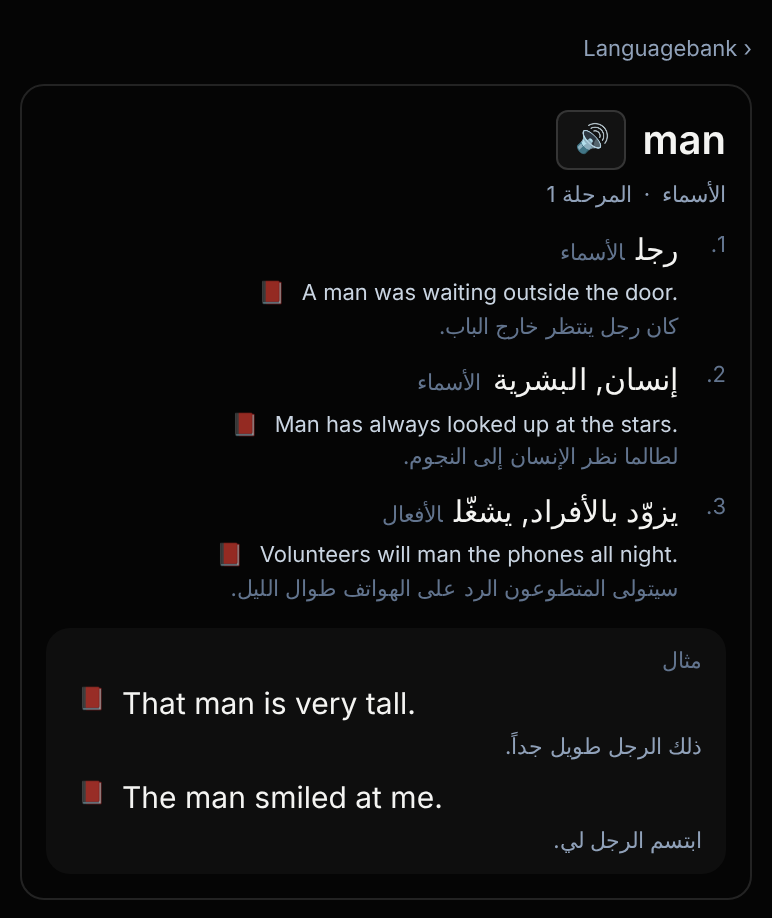 Languagebank ›
man
الأسماء · المرحلة 1
1. رجل الأسماء
A man was waiting outside the door.
كان رجل ينتظر خارج الباب.
2. إنسان, البشرية الأسماء
Man has always looked up at the stars.
لطالما نظر الإنسان إلى النجوم.
3. يزوّد بالأفراد, يشغّل الأفعال
Volunteers will man the phones all night.
سيتولى المتطوعون الرد على الهواتف طوال الليل.
مثال
That man is very tall.
ذلك الرجل طويل جداً.
The man smiled at me.
ابتسم الرجل لي.